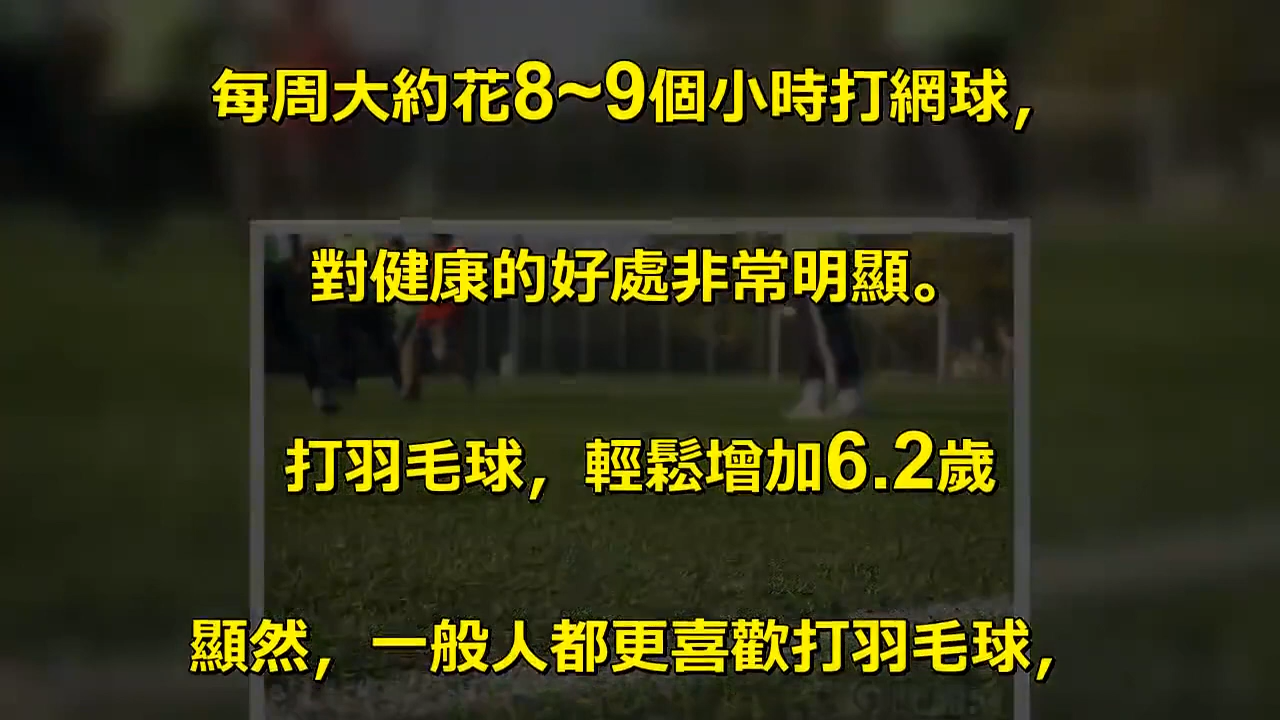 每周大約花8~9個小時打網球，
對健康的好處非常明顯。
打羽毛球，輕鬆增加6.2歲
顯然，一般人都更喜歡打羽毛球，